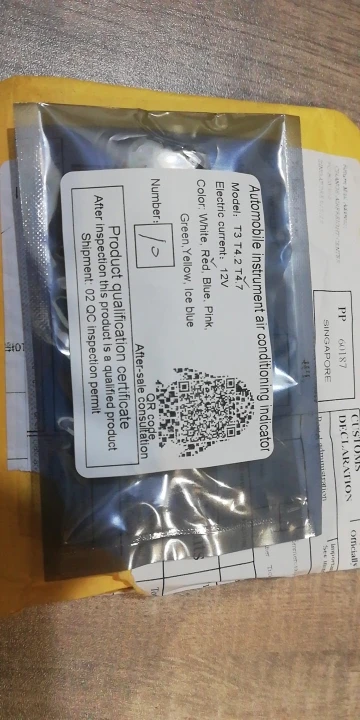 Automobile instrument air conditioning indicator
Model: T3 T4.2 T4.7
Electric current: 12V
Color: White, Red, Blue, Pink,
Green,Yellow, Ice blue
Number: 10
QR code
After-sale consultation
Product qualification certificate
After inspection this product is a qualified product
Shipment: 02 QC inspection permit
PP 60187
SINGAPORE
CUSTOMS
DECLARATION
Officially